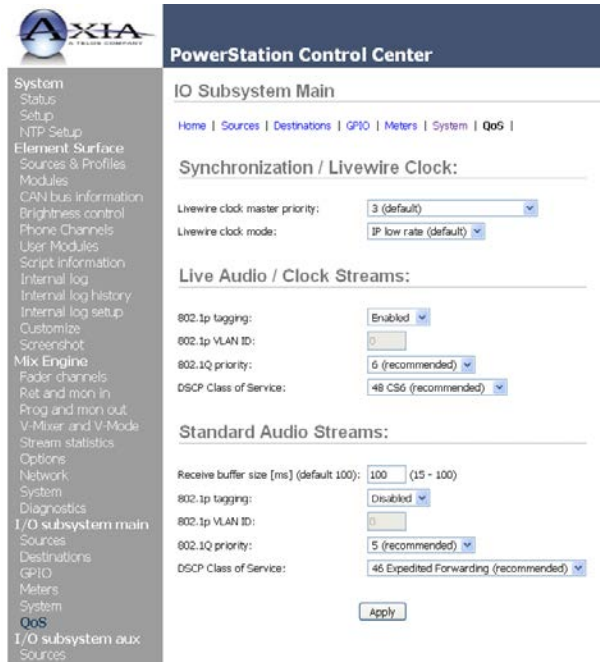 AXIA
A TELOS COMPANY
PowerStation Control Center
System
Status
Setup
NTP Setup
Element Surface
Sources & Profiles
Modules
CAN bus information
Brightness control
Phone Channels
User Modules
Script information
Internal log
Internal log history
Internal log setup
Customize
Screenshot
Mix Engine
Fader channels
Ret and mon in
Prog and mon out
V-Mixer and V-Mode
Stream statistics
Options
Network
System
Diagnostics
I/O subsystem main
Sources
Destinations
GPIO
Meters
System
QoS
I/O subsystem aux
Sources
IO Subsystem Main
Home | Sources | Destinations | GPIO | Meters | System | QoS |
Synchronization / Livewire Clock:
Livewire clock master priority: 3 (default)
Livewire clock mode: IP low rate (default)
Live Audio / Clock Streams:
802.1p tagging: Enabled
802.1p VLAN ID: 0
802.1Q priority: 6 (recommended)
DSCP Class of Service: 48 CS6 (recommended)
Standard Audio Streams:
Receive buffer size [ms] (default 100): 100 (15 - 100)
802.1p tagging: Disabled
802.1p VLAN ID: 0
802.1Q priority: 5 (recommended)
DSCP Class of Service: 46 Expedited Forwarding (recommended)
Apply